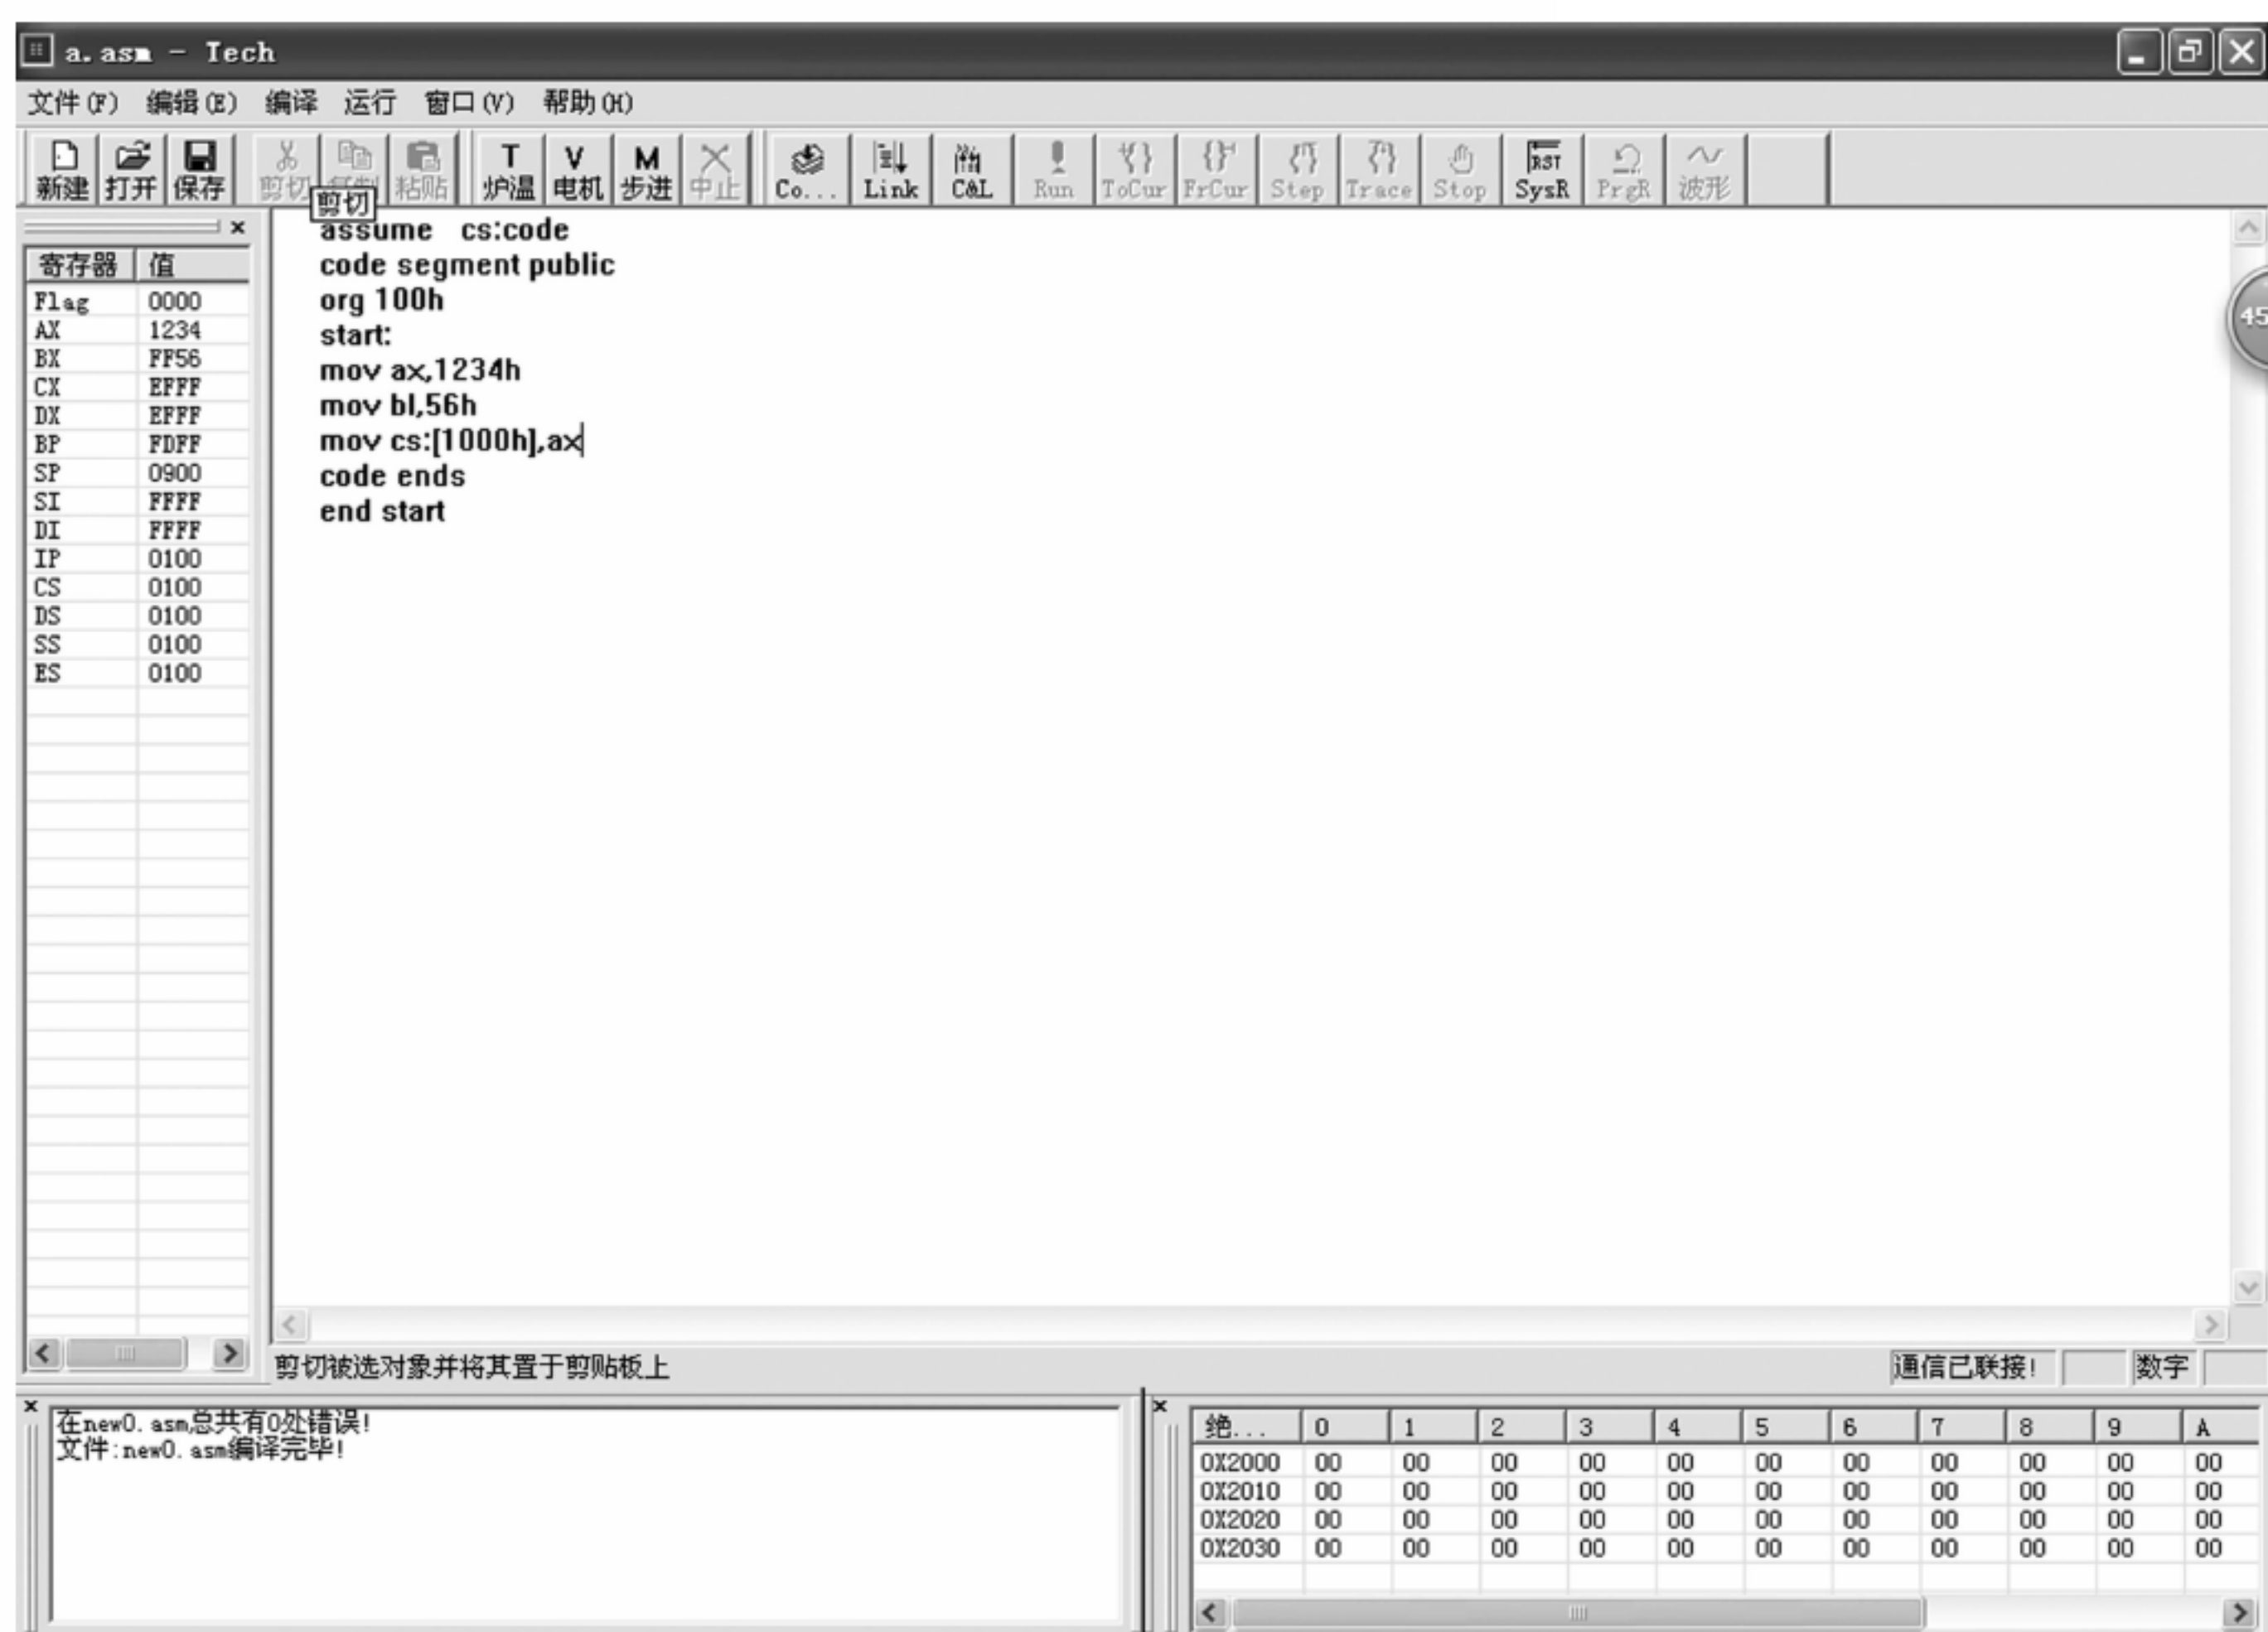 a.asm - Tech
文件(F) 编辑(E) 编译 运行 窗口(V) 帮助(H)
新建 打开 保存 剪切 复制 粘贴 T 炉温 V 电机 M 步进 中止 Co... Link C&L Run ToCur FrCur Step Trace Stop RST SysR PrgR 波形
剪切
寄存器 值
Flag 0000
AX 1234
BX FF56
CX EFFF
DX EFFF
BP FDFF
SP 0900
SI FFFF
DI FFFF
IP 0100
CS 0100
DS 0100
SS 0100
ES 0100
assume cs:code
code segment public
org 100h
start:
mov ax,1234h
mov bl,56h
mov cs:[1000h],ax
code ends
end start
45
剪切被选对象并将其置于剪贴板上 通信已联接! 数字
在new0.asm总共有0处错误!
文件:new0.asm编译完毕!
绝... 0 1 2 3 4 5 6 7 8 9 A
0X2000 00 00 00 00 00 00 00 00 00 00 00
0X2010 00 00 00 00 00 00 00 00 00 00 00
0X2020 00 00 00 00 00 00 00 00 00 00 00
0X2030 00 00 00 00 00 00 00 00 00 00 00